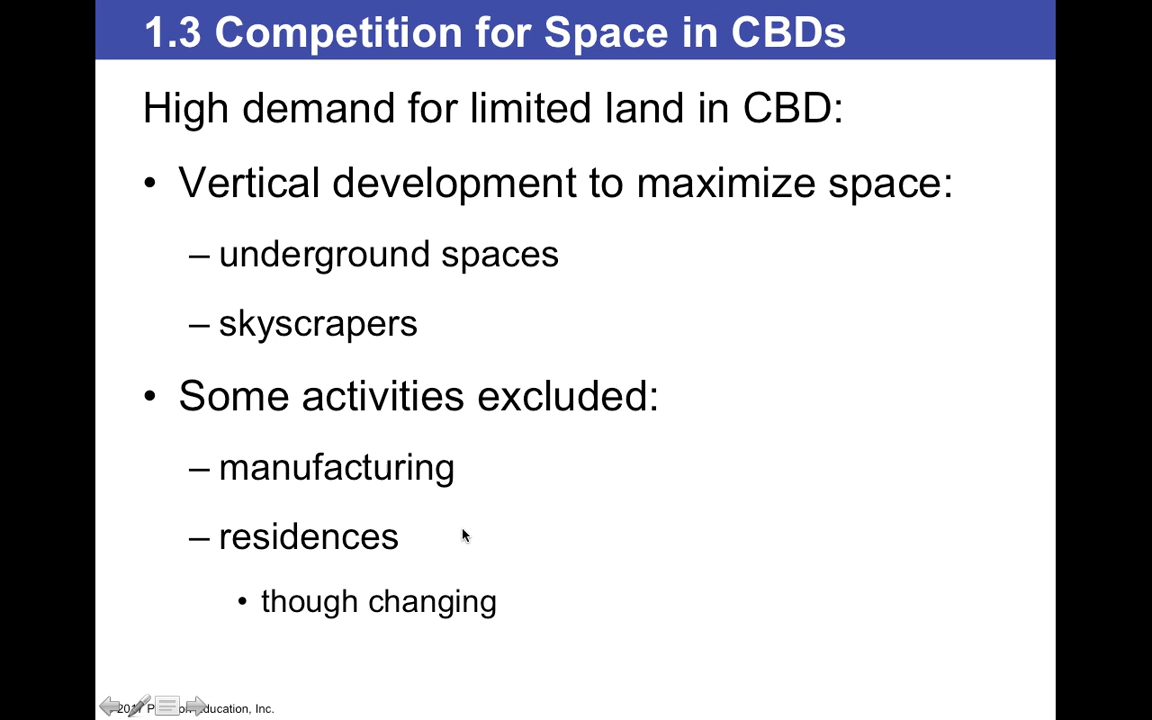 1.3 Competition for Space in CBDs
High demand for limited land in CBD:
• Vertical development to maximize space:
– underground spaces
– skyscrapers
• Some activities excluded:
– manufacturing
– residences
• though changing
Inc.